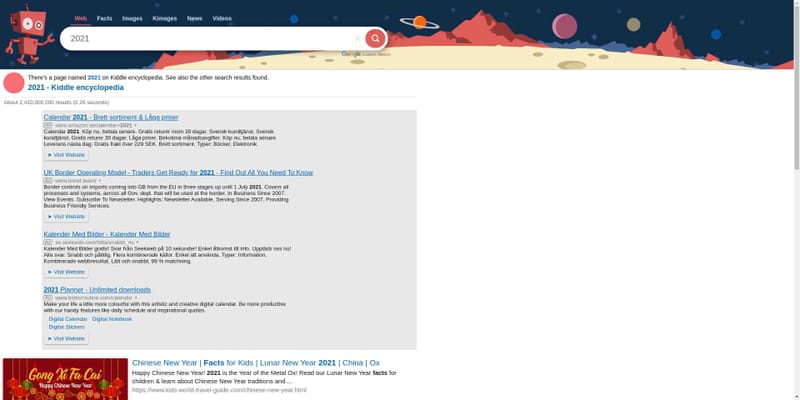 Web Facts Images Kimages News Videos
2021
Google Custom Search
There's a page named 2021 on Kiddle encyclopedia. See also the other search results found.
2021 - Kiddle encyclopedia
About 2,410,000,000 results (0.26 seconds)
Calendar 2021 - Brett sortiment & Låga priser
Ad www.amazon.se/calendar+2021
Calendar 2021. Köp nu, betala senare. Gratis returer inom 30 dagar. Svensk kundtjänst. Svensk
kundtjänst. Gratis returer 30 dagar. Låga priser. Bekväma månadsavgifter. Köp nu, betala senare.
Leverans nästa dag. Gratis frakt över 229 SEK. Brett sortiment. Typer: Böcker, Elektronik.
➤ Visit Website
UK Border Operating Model - Traders Get Ready for 2021 - Find Out All You Need To Know
Ad
Border controls on imports coming into GB from the EU in three stages up until 1 July 2021. Covers all
processes and systems, across all Gov. dept. that will be used at the border. In Business Since 2007.
View Events. Subscribe To Newsletter. Highlights: Newsletter Available, Serving Since 2007, Providing
Business Friendly Services.
➤ Visit Website
Kalender Med Bilder - Kalender Med Bilder
Ad
Kalender Med Bilder gratis! Svar från Seekweb på 10 sekunder! Enkel åtkomst till info. Upptäck oss nu!
Alla svar. Snabb och pålitlig. Flera kombinerade källor. Enkel att använda. Typer: Information,
Kombinerade webbresultat, Lätt och snabbt, 99 % matchning.
➤ Visit Website
2021 Planner - Unlimited downloads
Ad www.betterroutine.com/calendar
Make your life a little more colourful with this artistic and creative digital calendar. Be more productive
with our handy features like daily schedule and inspirational quotes.
Digital Calendar Digital Notebook
Digital Stickers
➤ Visit Website
Gong Xi Fa Cai
Happy Chinese New Year
Chinese New Year | Facts for Kids | Lunar New Year 2021 | China | Ox
Happy Chinese New Year! 2021 is the Year of the Metal Ox! Read our Lunar New Year facts for
children & learn about Chinese New Year traditions and ...
https://www.kids-world-travel-guide.com/chinese-new-year.html